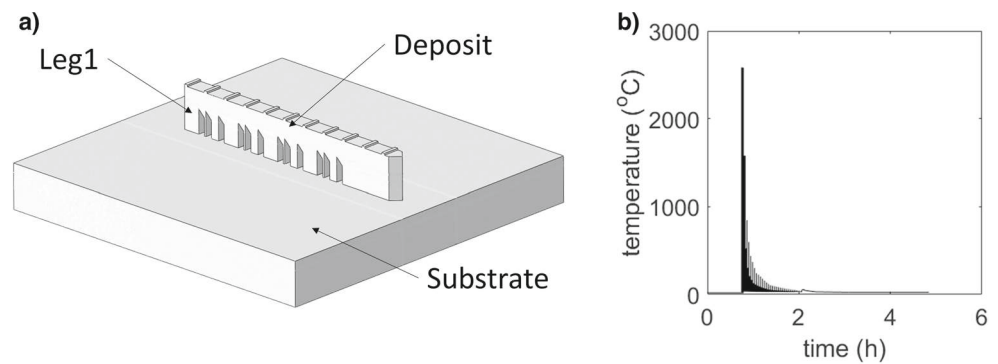 a)
Leg1
Deposit
Substrate
b)
3000
2000
1000
0
temperature (°C)
0 2 4 6
time (h)